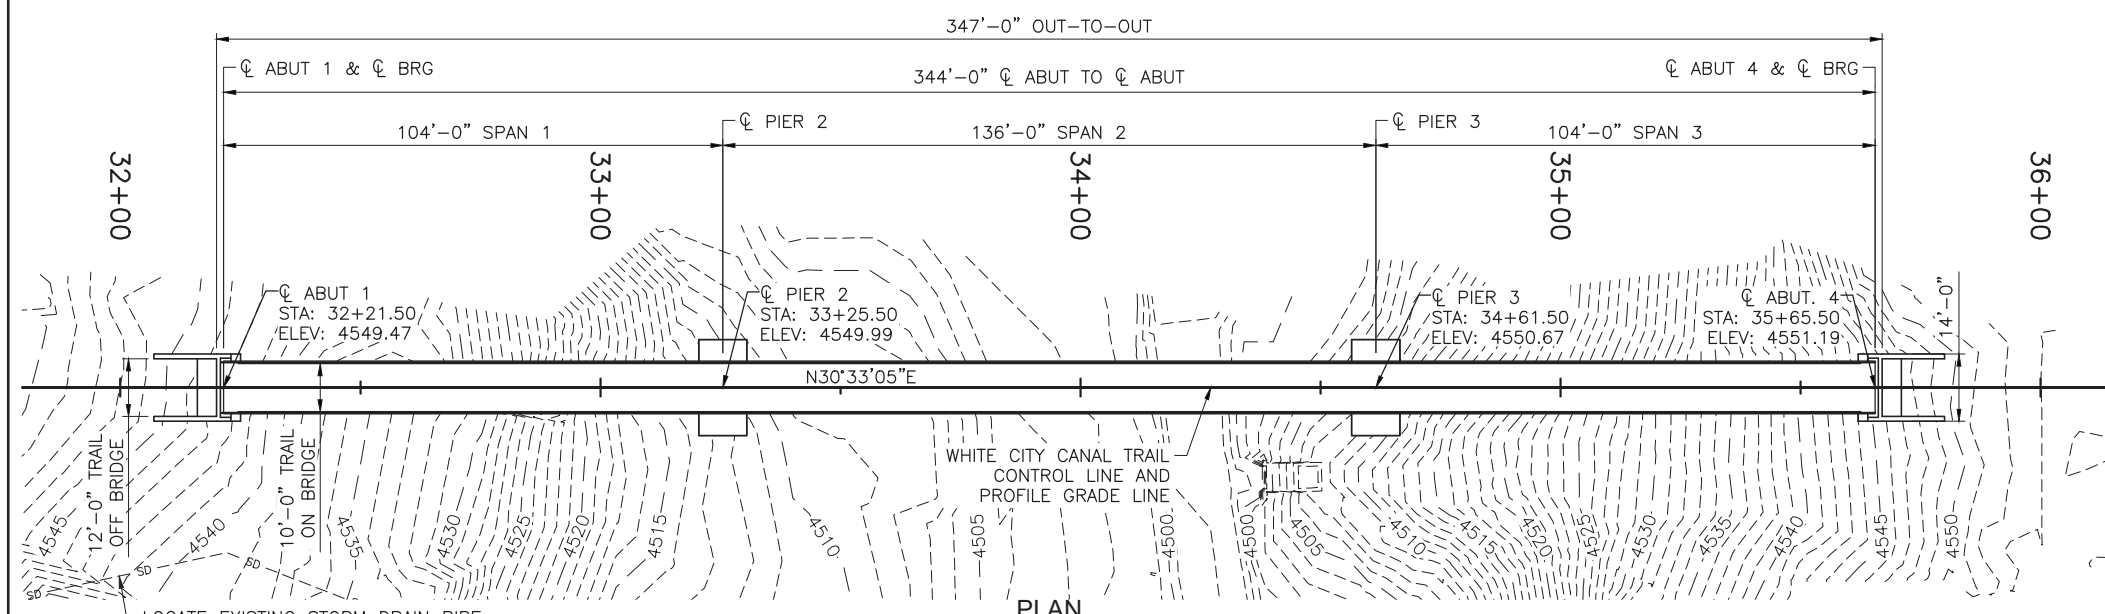 347'-0" OUT-TO-OUT
℄ ABUT 1 & ℄ BRG
344'-0" ℄ ABUT TO ℄ ABUT
℄ ABUT 4 & ℄ BRG
104'-0" SPAN 1
℄ PIER 2
136'-0" SPAN 2
℄ PIER 3
104'-0" SPAN 3
32+00
33+00
34+00
35+00
36+00
℄ ABUT 1
STA: 32+21.50
ELEV: 4549.47
℄ PIER 2
STA: 33+25.50
ELEV: 4549.99
℄ PIER 3
STA: 34+61.50
ELEV: 4550.67
℄ ABUT. 4
STA: 35+65.50
ELEV: 4551.19
14'-0"
N30°33'05"E
12'-0" TRAIL
OFF BRIDGE
10'-0" TRAIL
ON BRIDGE
WHITE CITY CANAL TRAIL
CONTROL LINE AND
PROFILE GRADE LINE
4545
4540
4535
4530
4525
4520
4515
4510
4505
4500
4500
4505
4510
4515
4520
4525
4530
4535
4540
4545
4550
SD
SD
SD
LOCATE EXISTING STORM DRAIN PIPE
PLAN